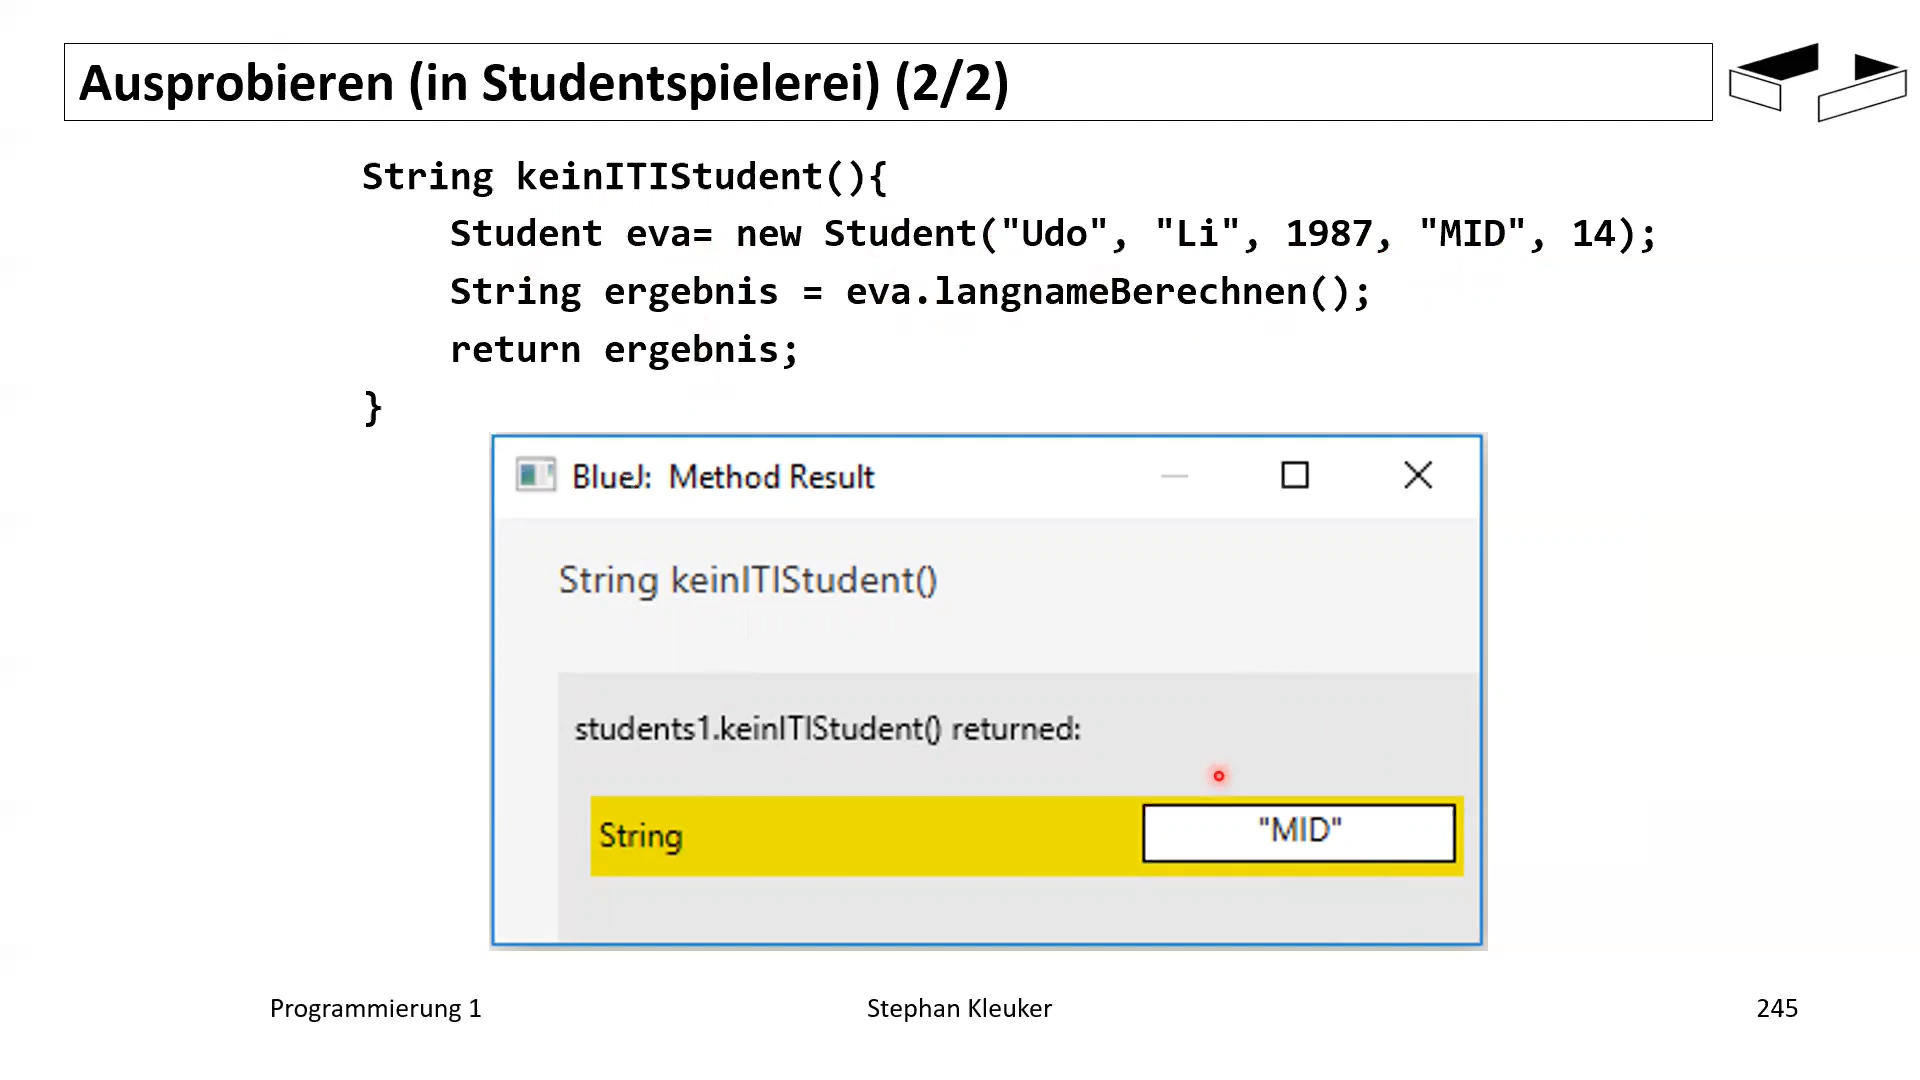 Ausprobieren (in Studentspielerei) (2/2)
String keinITIStudent(){
Student eva= new Student("Udo", "Li", 1987, "MID", 14);
String ergebnis = eva.langnameBerechnen();
return ergebnis;
}
BlueJ: Method Result
String keinITIStudent()
students1.keinITIStudent() returned:
String "MID"
Programmierung 1 Stephan Kleuker 245